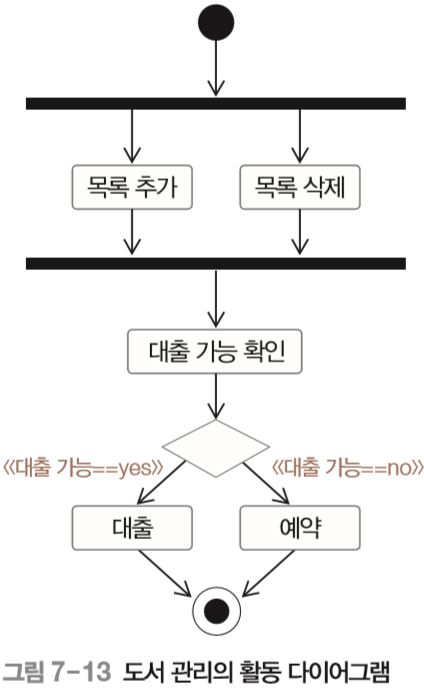 목록 추가
목록 삭제
대출 가능 확인
《대출 가능==yes》
《대출 가능==no》
대출
예약
그림 7-13 도서 관리의 활동 다이어그램